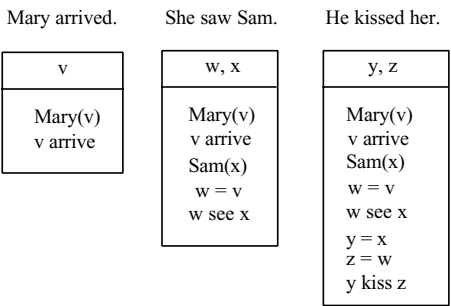 Mary arrived.
She saw Sam.
He kissed her.
v
Mary(v)
v arrive
w, x
Mary(v)
v arrive
Sam(x)
w = v
w see x
y, z
Mary(v)
v arrive
Sam(x)
w = v
w see x
y = x
z = w
y kiss z